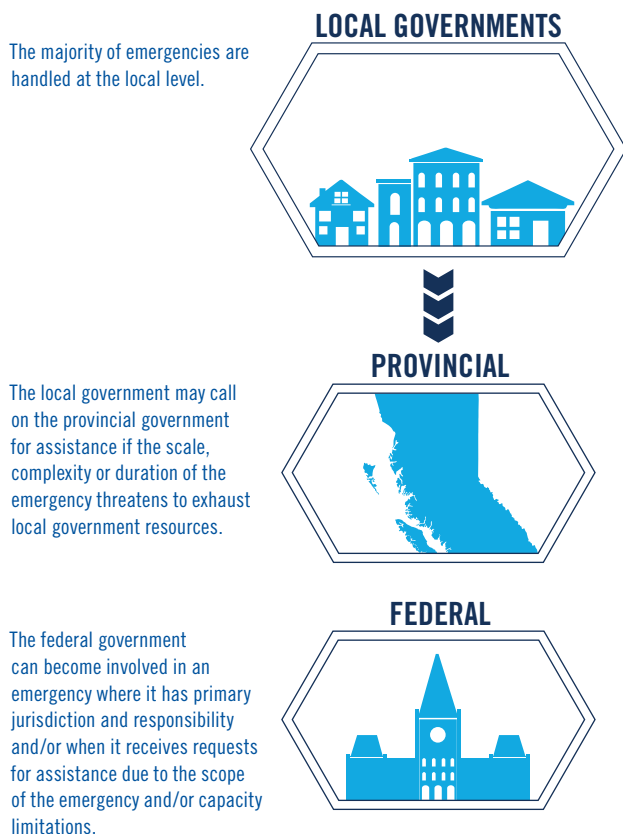 LOCAL GOVERNMENTS
The majority of emergencies are
handled at the local level.
PROVINCIAL
The local government may call
on the provincial government
for assistance if the scale,
complexity or duration of the
emergency threatens to exhaust
local government resources.
FEDERAL
The federal government
can become involved in an
emergency where it has primary
jurisdiction and responsibility
and/or when it receives requests
for assistance due to the scope
of the emergency and/or capacity
limitations.